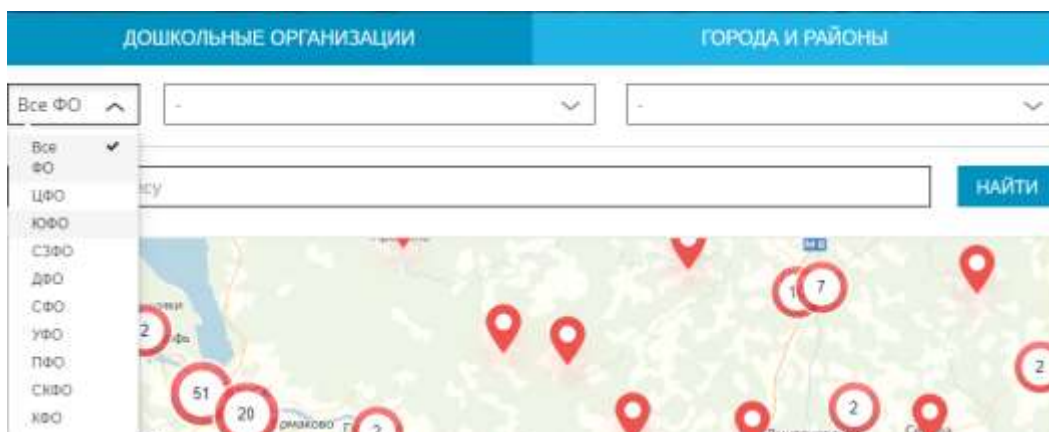 ДОШКОЛЬНЫЕ ОРГАНИЗАЦИИ
ГОРОДА И РАЙОНЫ
Все ФО
-
-
Все
ФО
ЦФО
НАЙТИ
ЮФО
СЗФО
ДФО
СФО
УФО
ПФО
СКФО
КФО
М 8
7
2
2
51
20
2
2